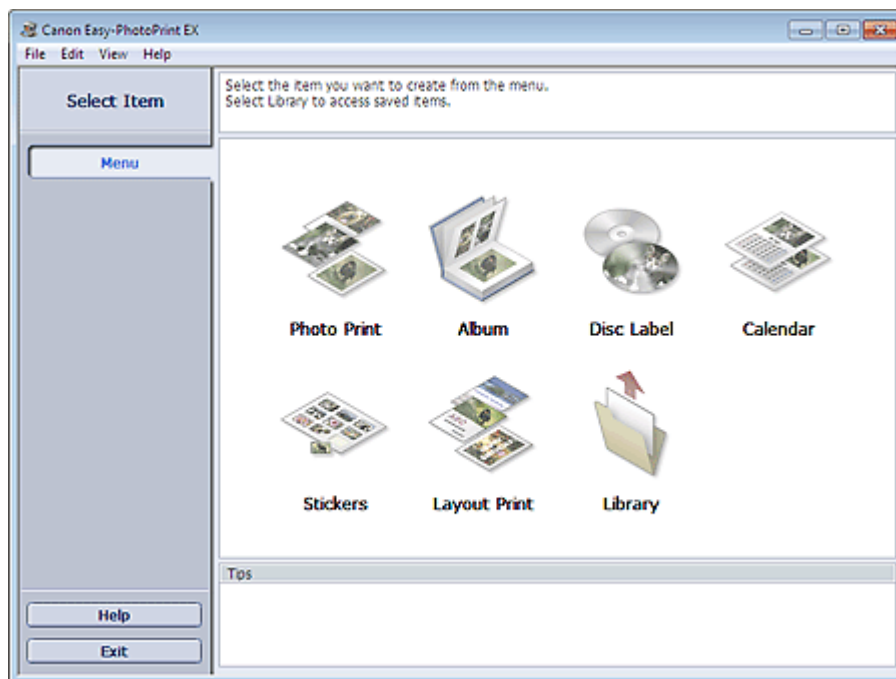 Canon Easy-PhotoPrint EX
File Edit View Help
Select Item
Select the item you want to create from the menu.
Select Library to access saved items.
Menu
Photo Print Album Disc Label Calendar
Stickers Layout Print Library
Tips
Help
Exit